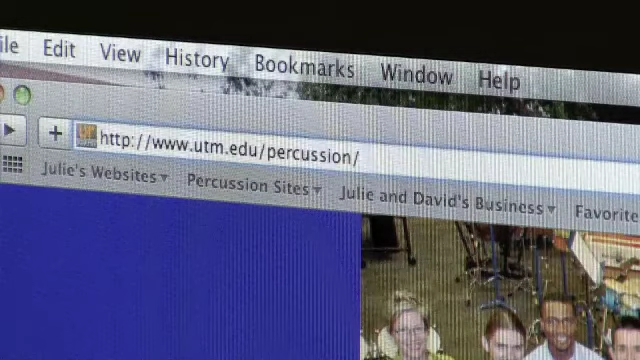 ile Edit View History Bookmarks Window Help
http://www.utm.edu/percussion/
Julie's Websites Percussion Sites Julie and David's Business Favorite